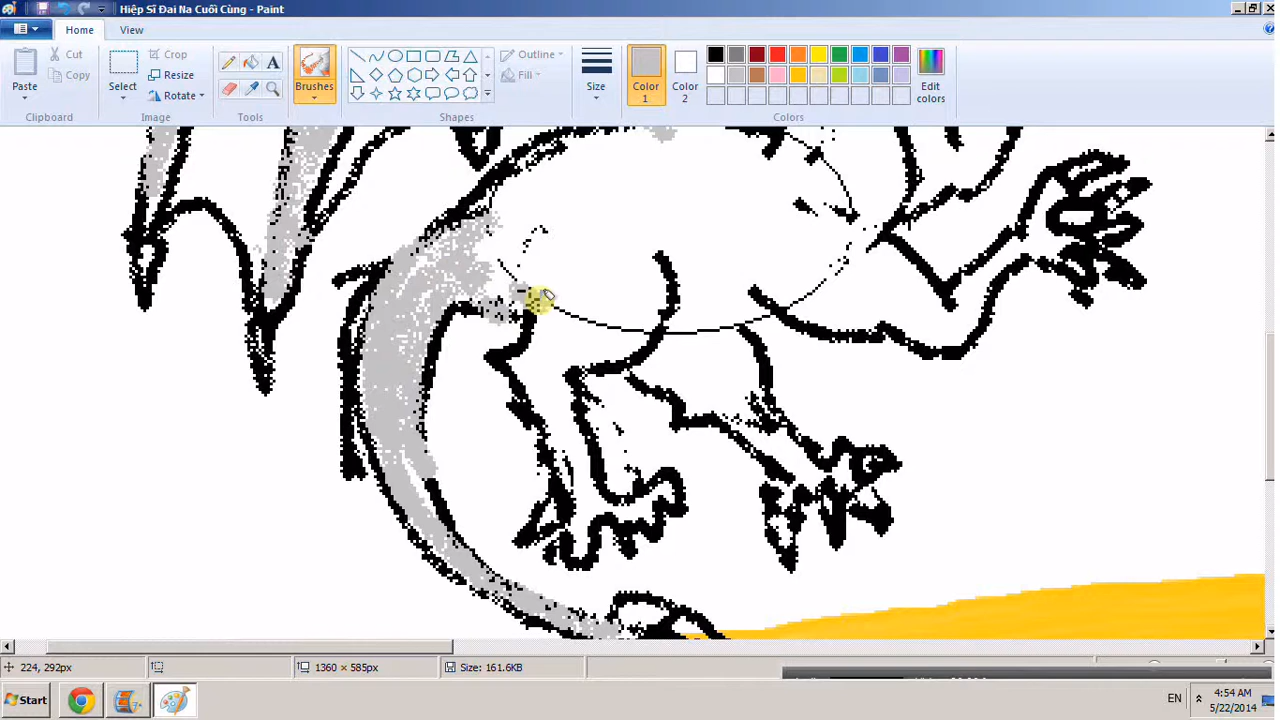 Hiệp Sĩ Đai Na Cuối Cùng - Paint
Home View
Paste
Cut
Copy
Clipboard
Select
Crop
Resize
Rotate
Image
A
Tools
Brushes
Shapes
Outline
Fill
Size
Color 1
Color 2
Edit colors
Colors
224, 292px
1360 × 585px
Size: 161.6KB
Start
EN
4:54 AM
5/22/2014